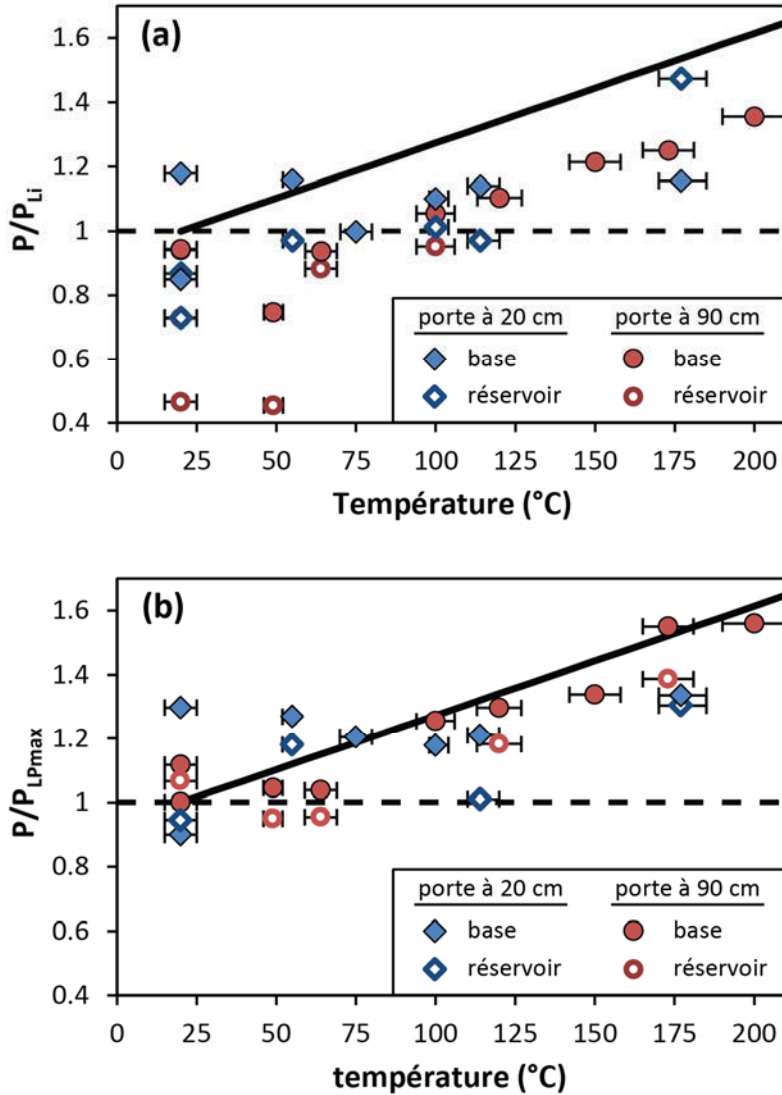 (a)
P/PLi
1.6
1.4
1.2
1
0.8
0.6
0.4
porte à 20 cm porte à 90 cm
base base
réservoir réservoir
0 25 50 75 100 125 150 175 200
Température (°C)
(b)
P/PLPmax
1.6
1.4
1.2
1
0.8
0.6
0.4
porte à 20 cm porte à 90 cm
base base
réservoir réservoir
0 25 50 75 100 125 150 175 200
température (°C)